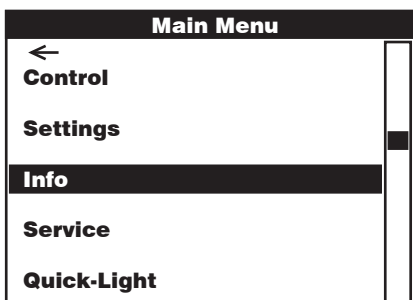 Main Menu
←
Control
Settings
Info
Service
Quick-Light